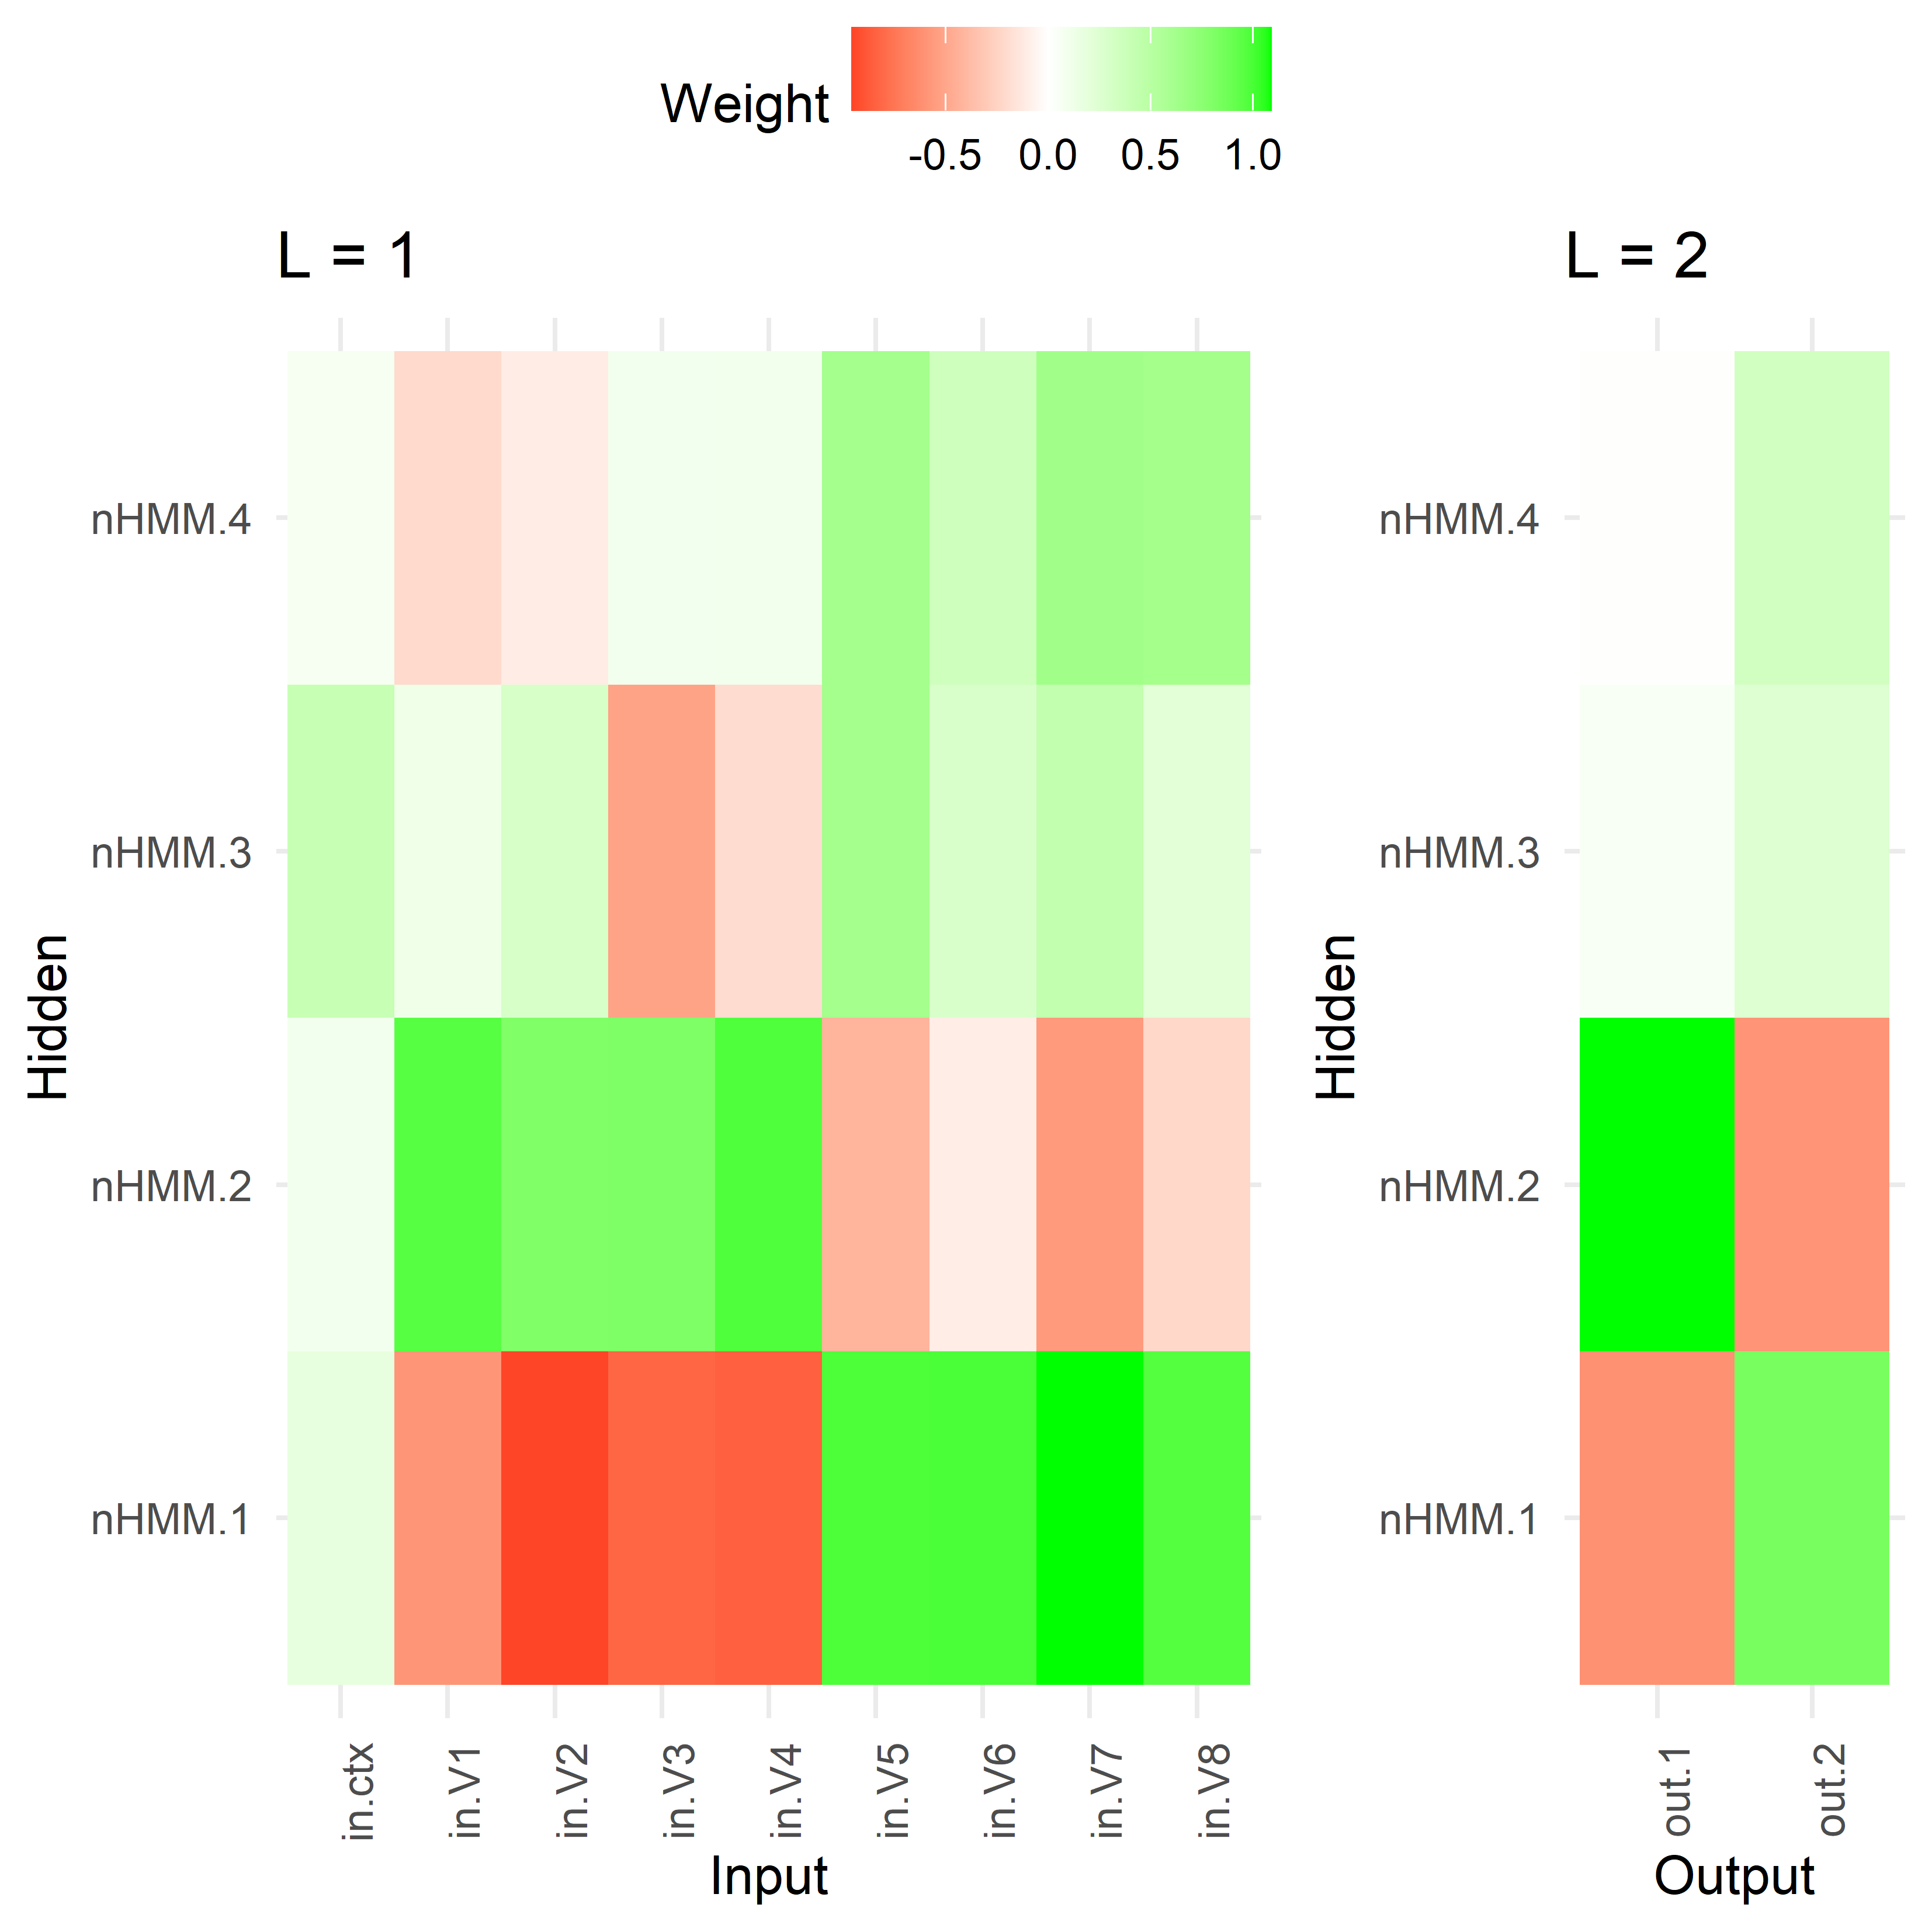 Weight
-0.5 0.0 0.5 1.0
L = 1
nHMM.4
nHMM.3
nHMM.2
nHMM.1
Hidden
in.ctx in.V1 in.V2 in.V3 in.V4 in.V5 in.V6 in.V7 in.V8
Input
L = 2
nHMM.4
nHMM.3
nHMM.2
nHMM.1
Hidden
out.1 out.2
Output